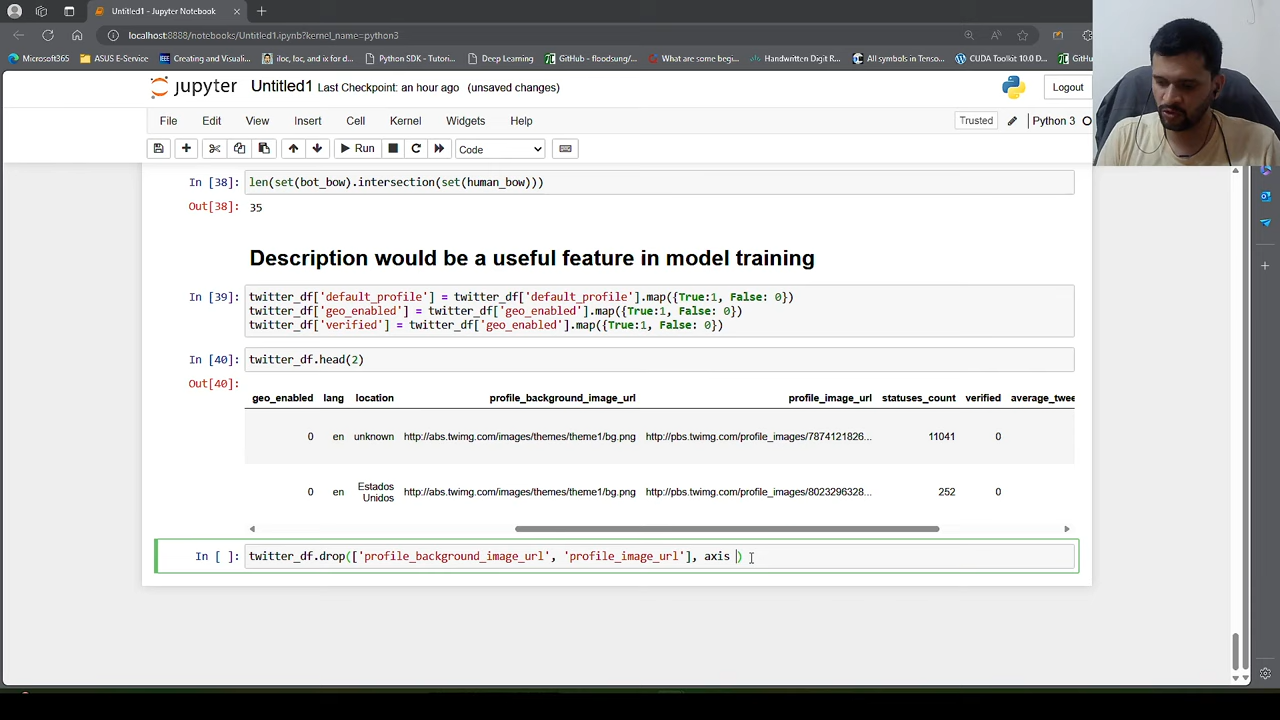 Untitled1 - Jupyter Notebook
localhost:8888/notebooks/Untitled1.ipynb?kernel_name=python3
Microsoft365 ASUS E-Service Creating and Visuali... iloc, loc, and ix for d... Python SDK - Tutori... Deep Learning GitHub - floodsung/... What are some begi... Handwritten Digit R... All symbols in Tenso... CUDA Toolkit 10.0 D... GitHu
jupyter Untitled1 Last Checkpoint: an hour ago (unsaved changes) Logout
File Edit View Insert Cell Kernel Widgets Help Trusted Python 3
Run Code
In [38]: len(set(bot_bow).intersection(set(human_bow)))
Out[38]: 35
Description would be a useful feature in model training
In [39]: twitter_df['default_profile'] = twitter_df['default_profile'].map({True:1, False: 0})
twitter_df['geo_enabled'] = twitter_df['geo_enabled'].map({True:1, False: 0})
twitter_df['verified'] = twitter_df['geo_enabled'].map({True:1, False: 0})
In [40]: twitter_df.head(2)
Out[40]:
geo_enabled lang location profile_background_image_url profile_image_url statuses_count verified average_twee
0 en unknown http://abs.twimg.com/images/themes/theme1/bg.png http://pbs.twimg.com/profile_images/7874121826... 11041 0
0 en Estados Unidos http://abs.twimg.com/images/themes/theme1/bg.png http://pbs.twimg.com/profile_images/8023296328... 252 0
In [ ]: twitter_df.drop(['profile_background_image_url', 'profile_image_url'], axis )